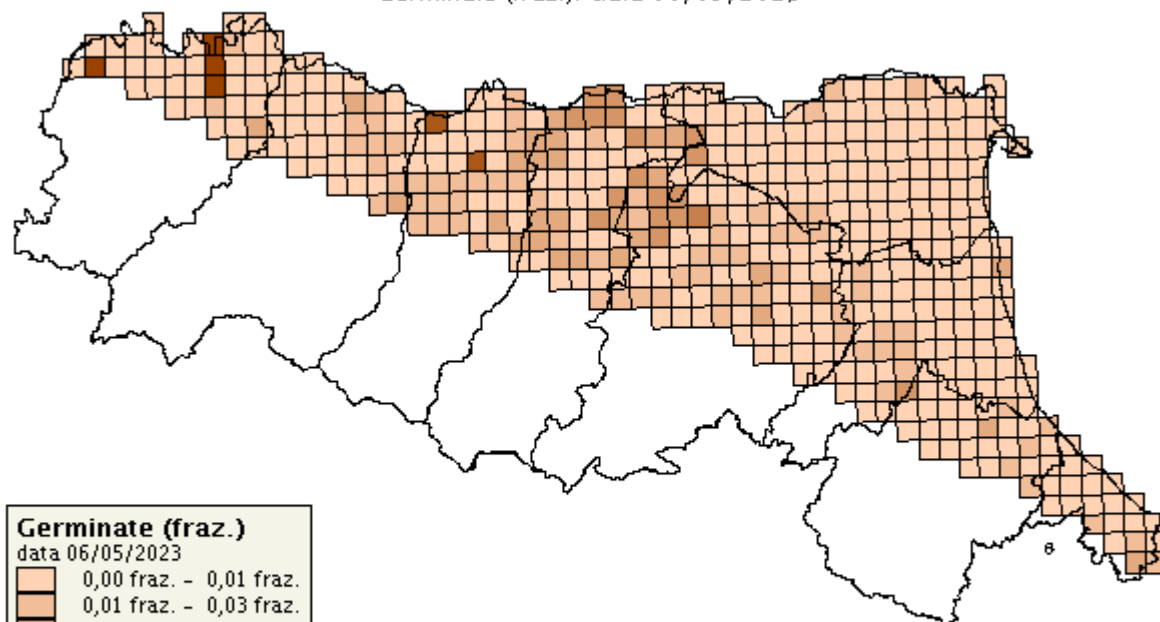 Germinate (fraz.)
data 06/05/2023
0,00 fraz. - 0,01 fraz.
0,01 fraz. - 0,03 fraz.